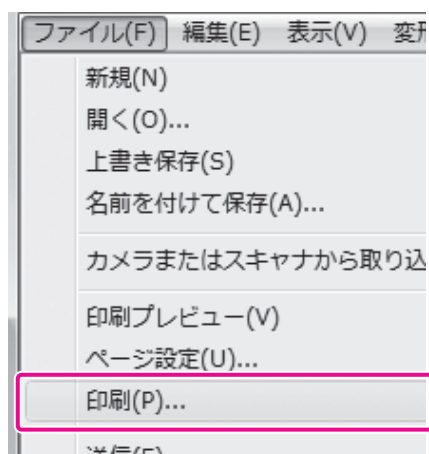 ファイル(F) 編集(E) 表示(V)
新規(N)
開く(O)...
上書き保存(S)
名前を付けて保存(A)...
カメラまたはスキャナから取り込
印刷プレビュー(V)
ページ設定(U)...
印刷(P)...